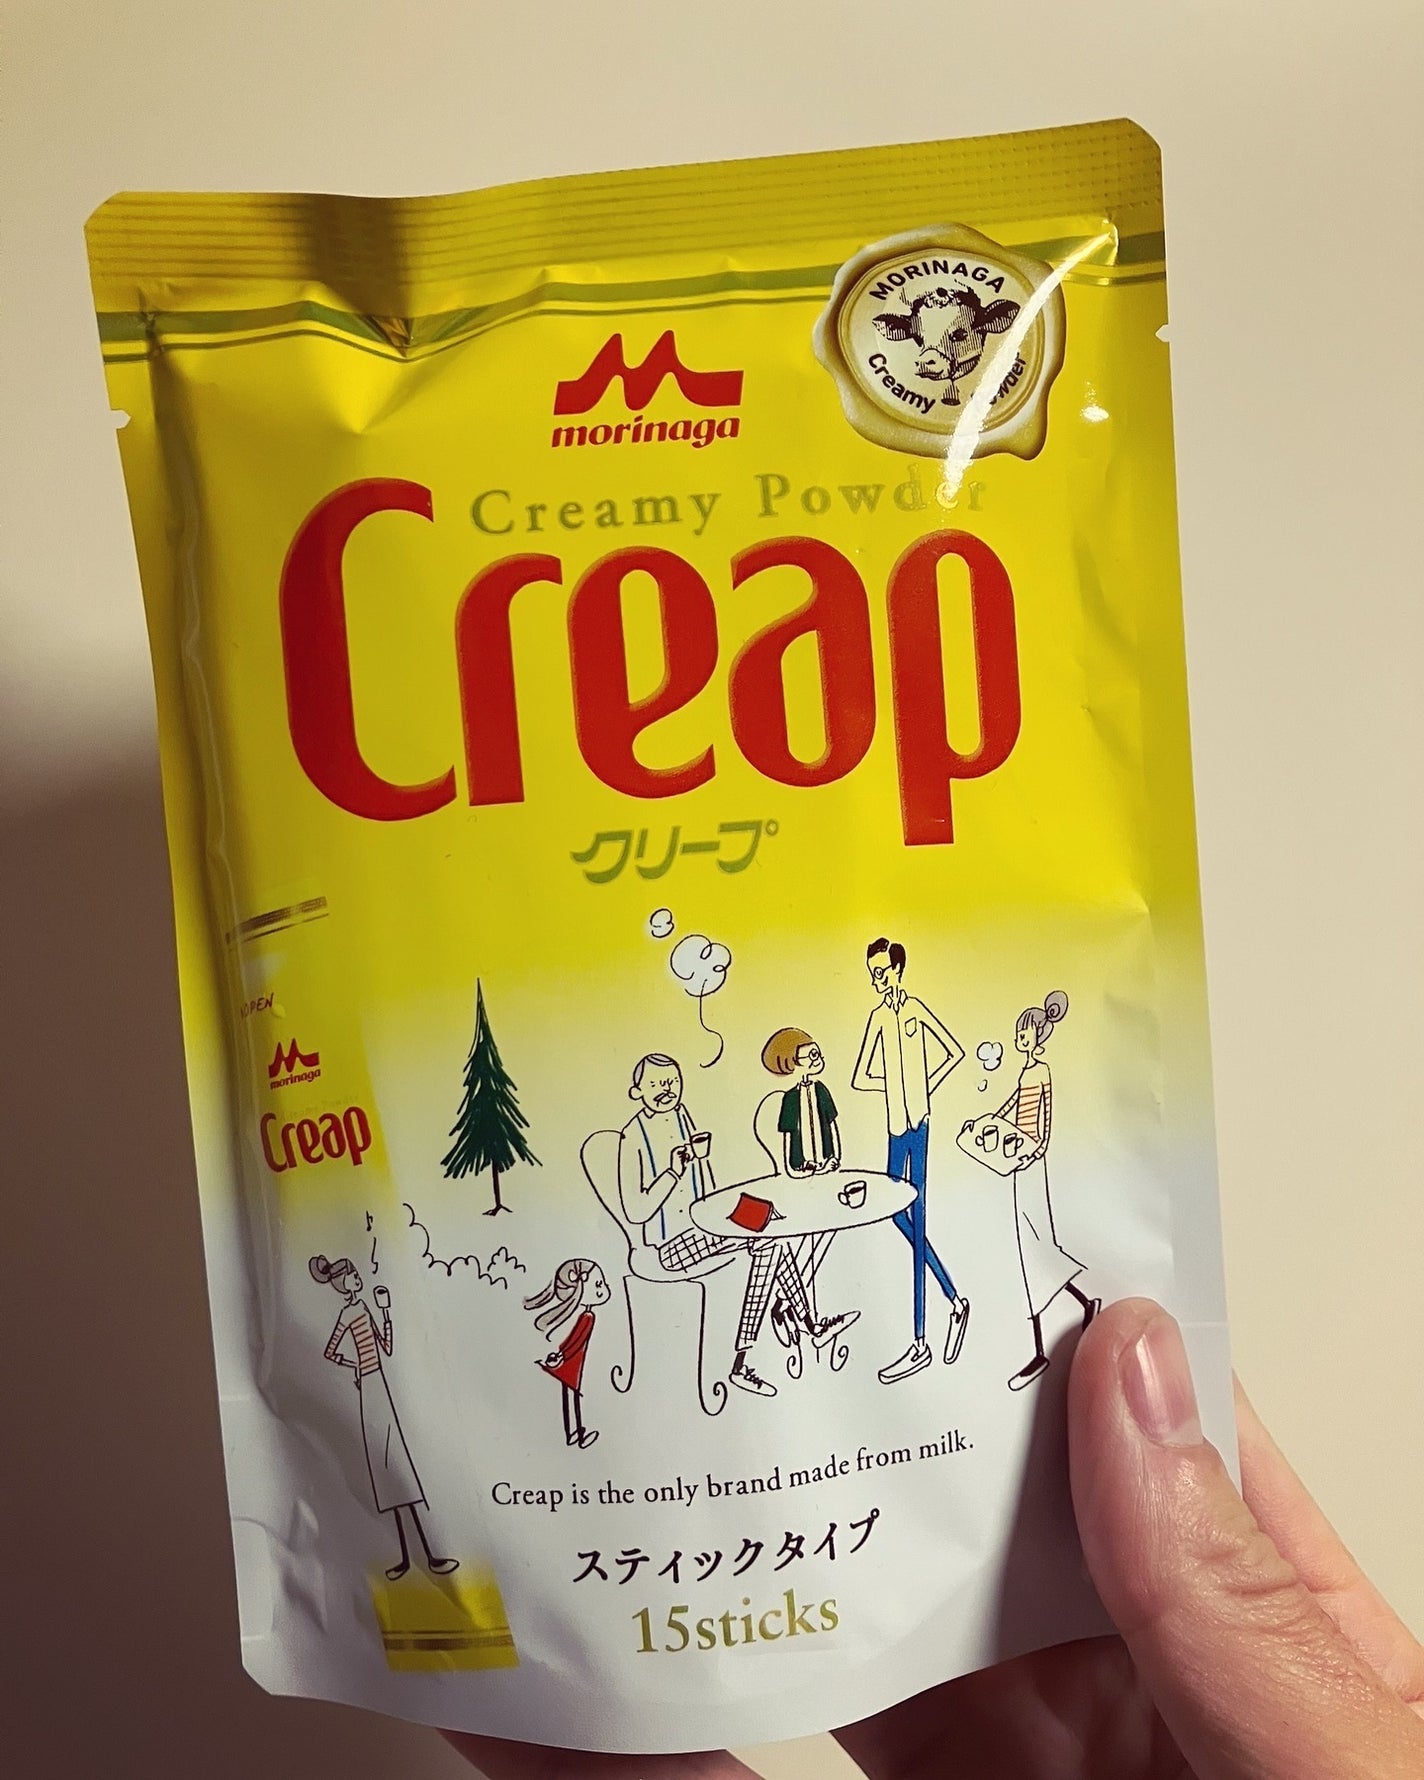 MORINAGA
Creamy Powder
morinaga
Creamy Powder
Creap
クリープ
OPEN
morinaga
Creap
Creap is the only brand made from milk.
スティックタイプ
15sticks